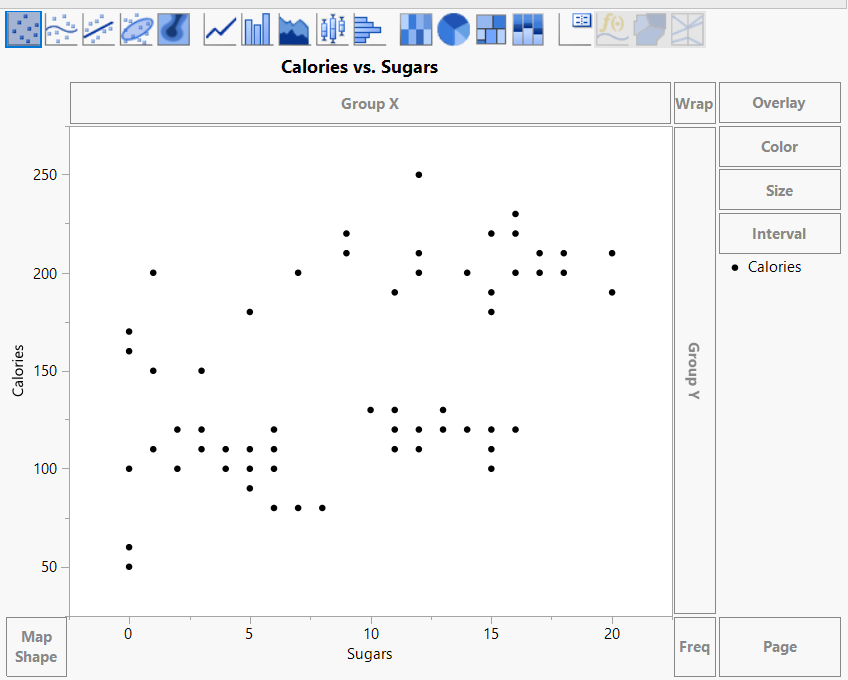 Calories vs. Sugars
Group X
Wrap
Overlay
Color
Size
Interval
Calories
250
200
150
100
50
Calories
Group Y
0
5
10
15
20
Sugars
Map
Shape
Freq
Page